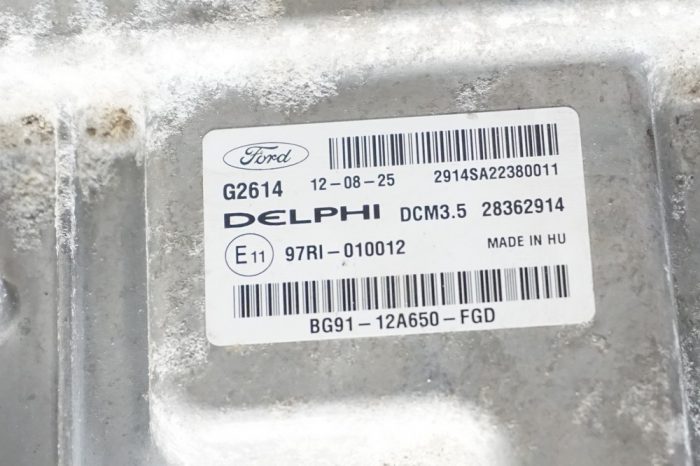 Ford
G2614 12-08-25 2914SA22380011
DELPHI DCM3.5 28362914
E11 97RI-010012 MADE IN HU
BG91-12A650-FGD